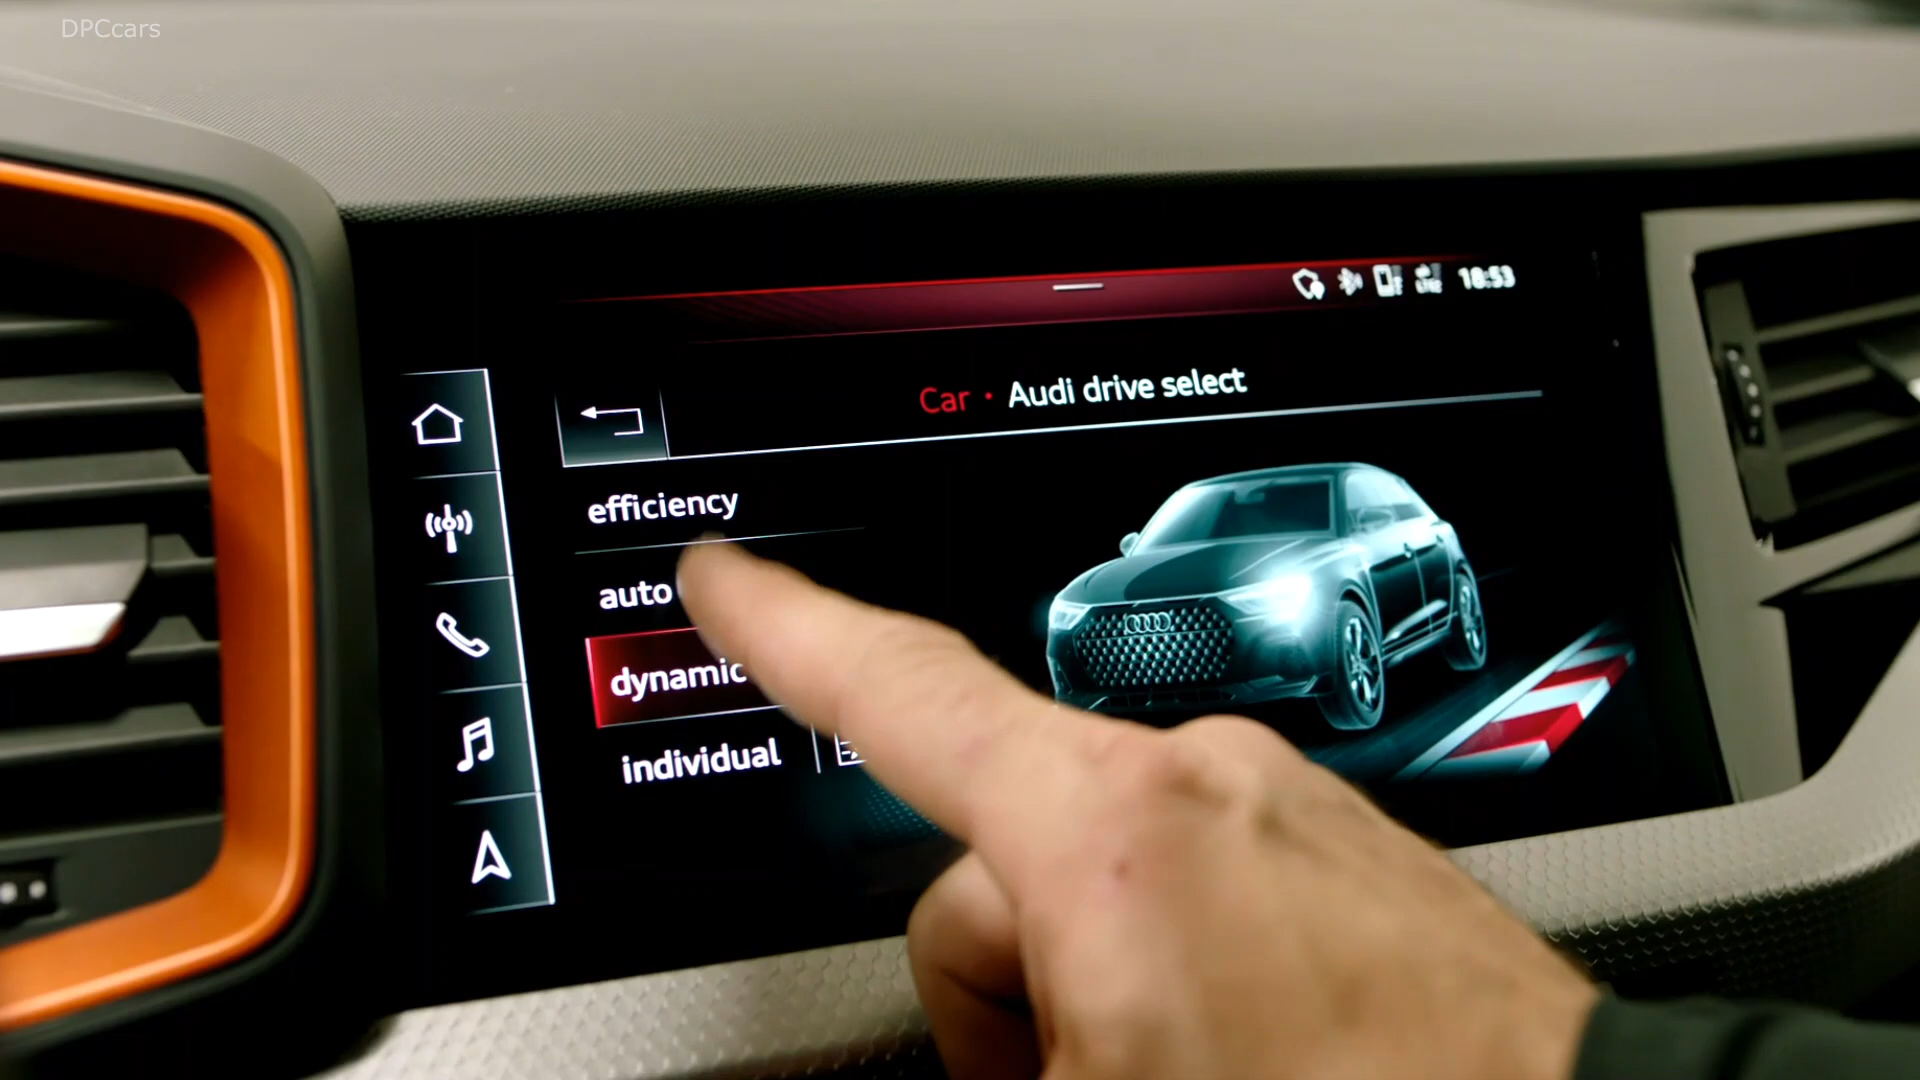 DPCcars
18:53
Car · Audi drive select
efficiency
auto
dynamic
individual